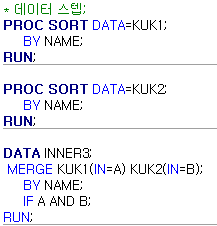 * 데이터 스텝;
PROC SORT DATA=KUK1;
BY NAME;
RUN;
PROC SORT DATA=KUK2;
BY NAME;
RUN;
DATA INNER3;
MERGE KUK1(IN=A) KUK2(IN=B);
BY NAME;
IF A AND B;
RUN;